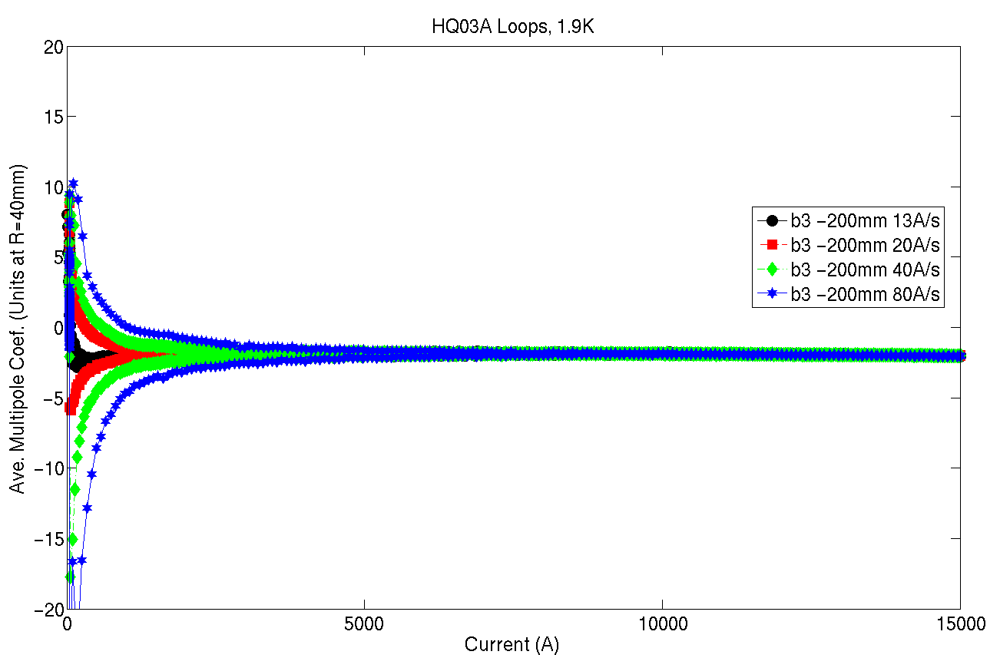 HQ03A Loops, 1.9K
Ave. Multipole Coef. (Units at R=40mm)
20
15
10
5
0
−5
−10
−15
−20
b3 −200mm 13A/s
b3 −200mm 20A/s
b3 −200mm 40A/s
b3 −200mm 80A/s
0
5000
10000
15000
Current (A)